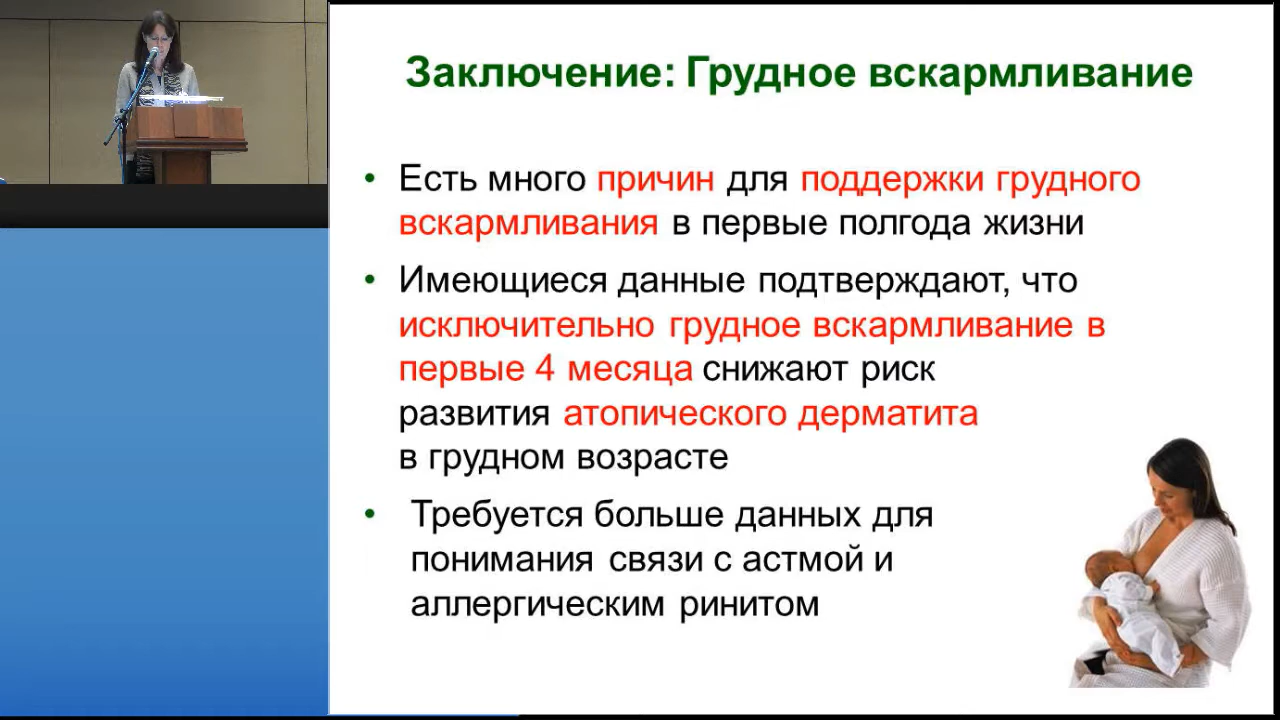 Заключение: Грудное вскармливание
• Есть много причин для поддержки грудного
вскармливания в первые полгода жизни
• Имеющиеся данные подтверждают, что
исключительно грудное вскармливание в
первые 4 месяца снижают риск
развития атопического дерматита
в грудном возрасте
• Требуется больше данных для
понимания связи с астмой и
аллергическим ринитом